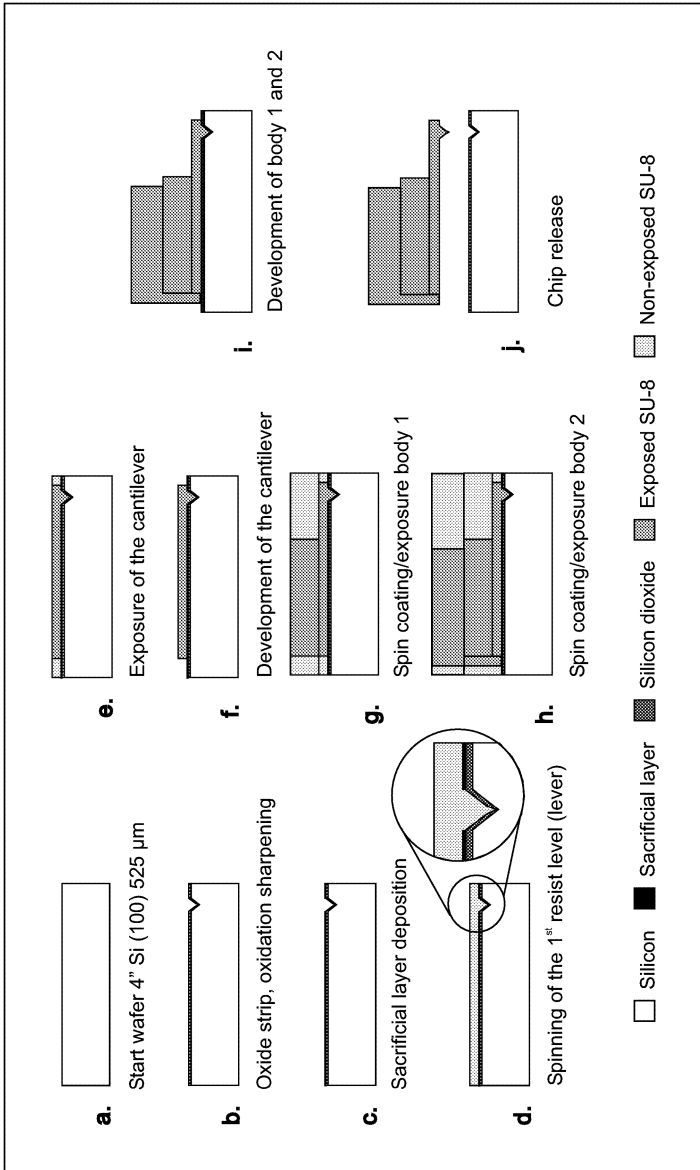 a.
Start wafer 4” Si (100) 525 µm
b.
Oxide strip, oxidation sharpening
c.
Sacrificial layer deposition
d.
Spinning of the 1st resist level (lever)
e.
Exposure of the cantilever
f.
Development of the cantilever
g.
Spin coating/exposure body 1
h.
Spin coating/exposure body 2
i.
Development of body 1 and 2
j.
Chip release
Silicon
Sacrificial layer
Silicon dioxide
Exposed SU-8
Non-exposed SU-8